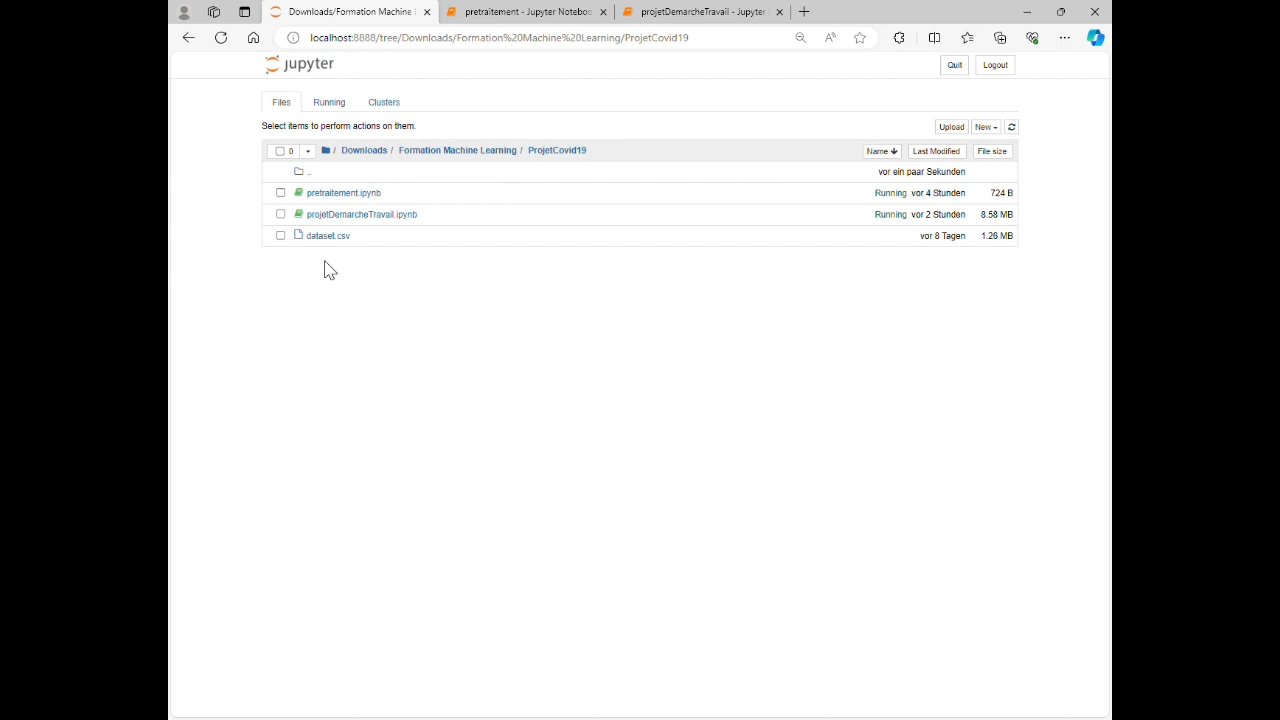 Downloads/Formation Machine
pretraitement - Jupyter Noteboo
projetDemarcheTravail - Jupyter
localhost:8888/tree/Downloads/Formation%20Machine%20Learning/ProjetCovid19
jupyter
Quit
Logout
Files
Running
Clusters
Select items to perform actions on them.
Upload
New
0
/ Downloads / Formation Machine Learning / ProjetCovid19
Name
Last Modified
File size
..
vor ein paar Sekunden
pretraitement.ipynb
Running vor 4 Stunden
724 B
projetDemarcheTravail.ipynb
Running vor 2 Stunden
8.58 MB
dataset.csv
vor 8 Tagen
1.26 MB